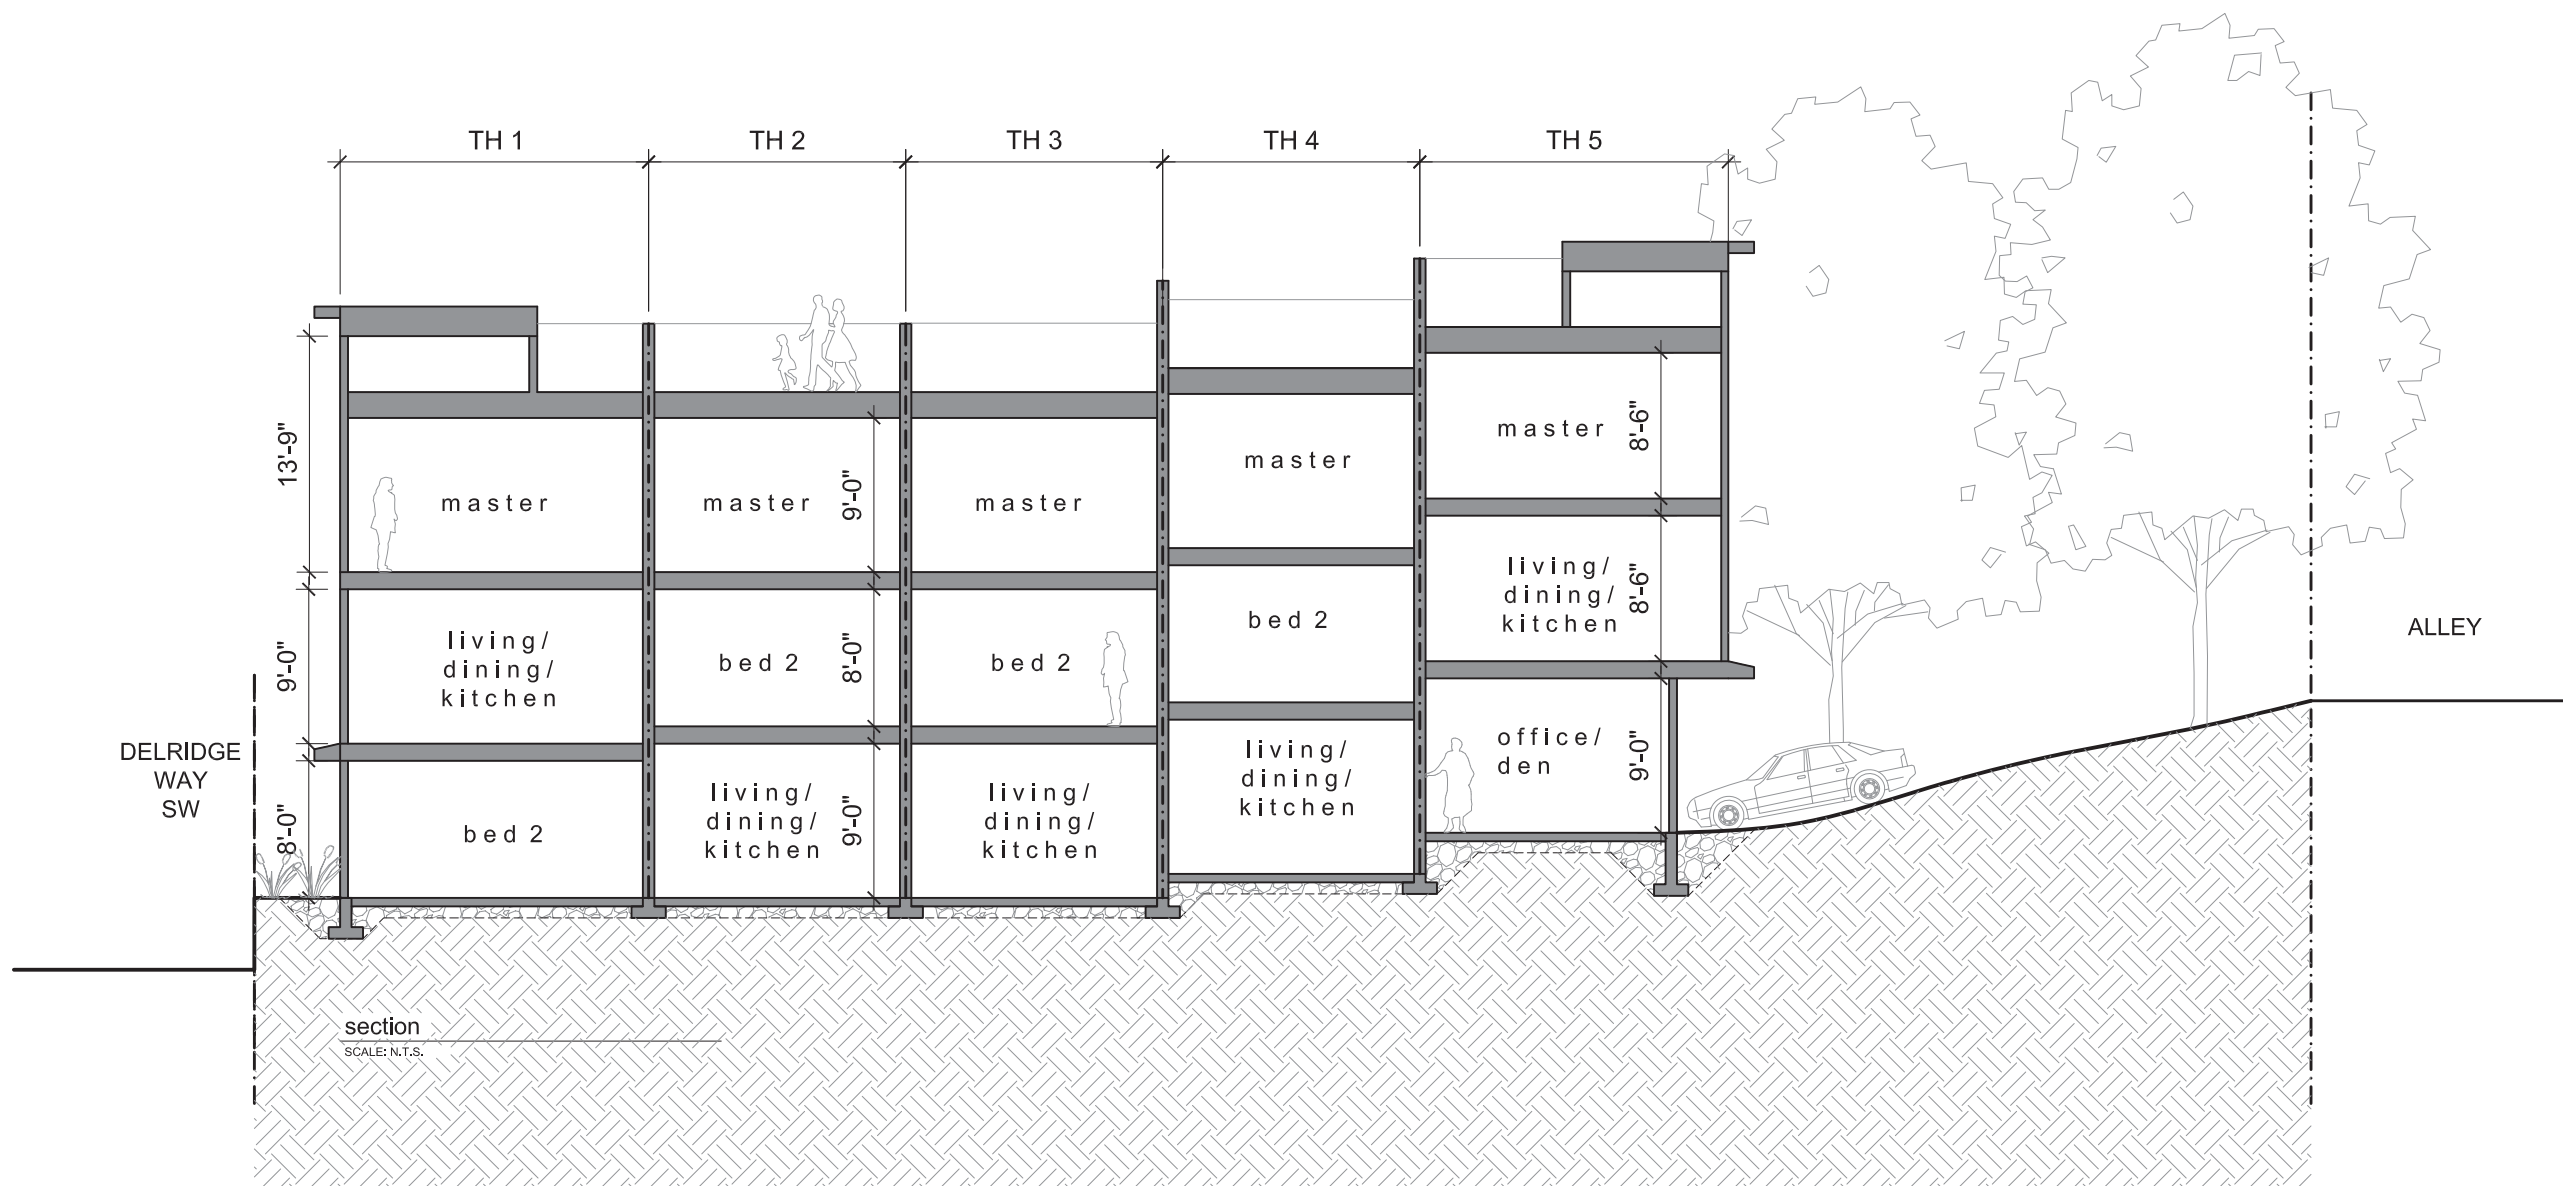 TH 1
TH 2
TH 3
TH 4
TH 5
13'-9"
master
master
9'-0"
master
master
master
8'-6"
9'-0"
living/
dining/
kitchen
bed 2
8'-0"
bed 2
bed 2
living/
dining/
kitchen
8'-6"
ALLEY
DELRIDGE
WAY
SW
8'-0"
bed 2
living/
dining/
kitchen
9'-0"
living/
dining/
kitchen
living/
dining/
kitchen
office/
den
9'-0"
section
SCALE: N.T.S.